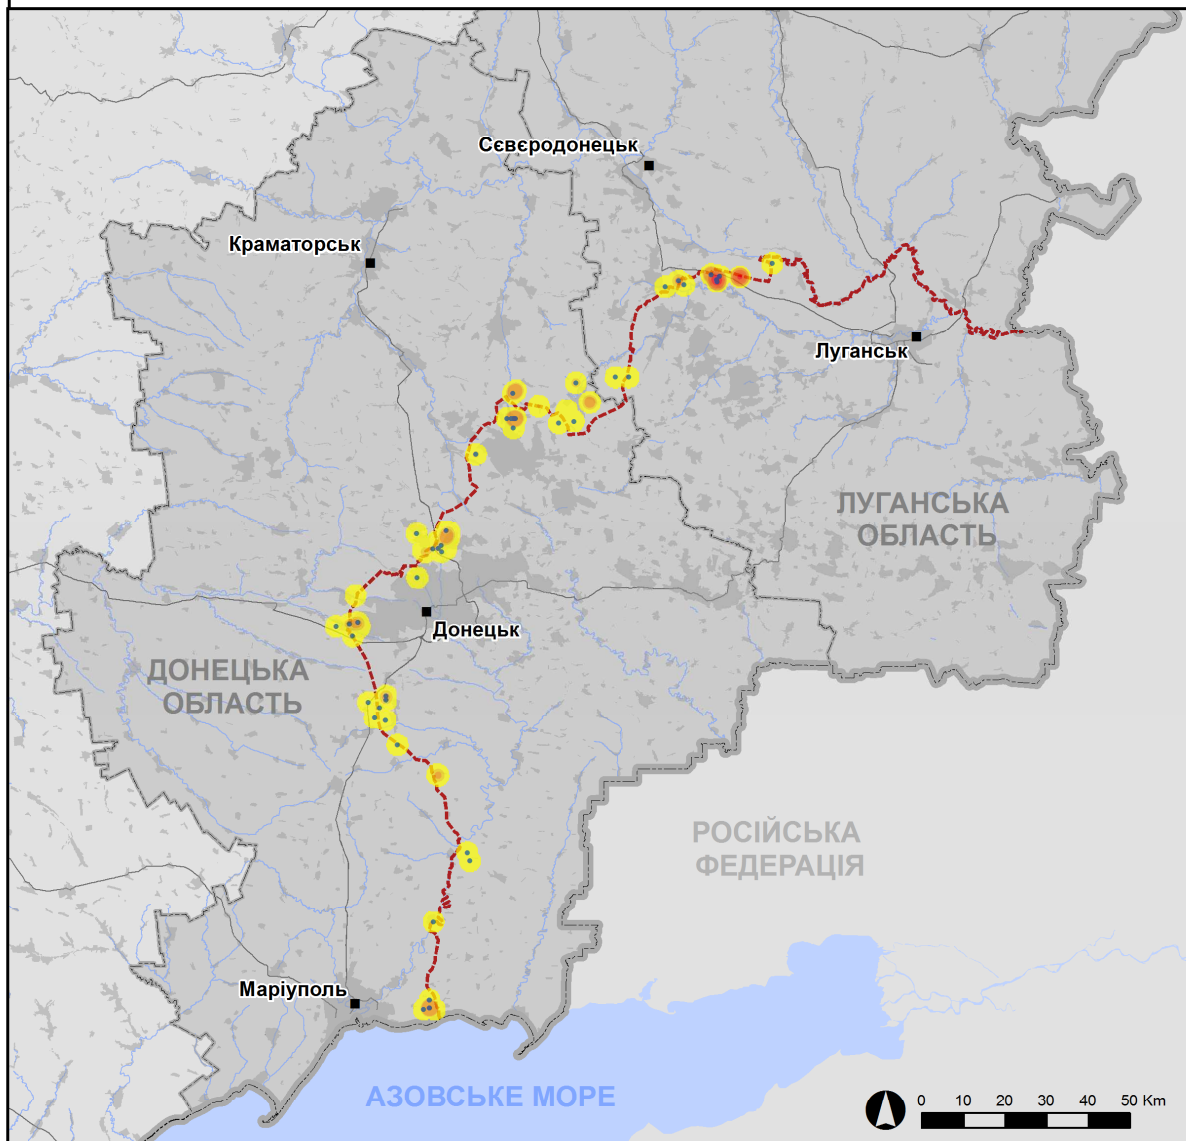 Сєвєродонецьк
Краматорськ
Луганськ
ЛУГАНСЬКА
ОБЛАСТЬ
Донецьк
ДОНЕЦЬКА
ОБЛАСТЬ
РОСІЙСЬКА
ФЕДЕРАЦІЯ
Маріуполь
АЗОВСЬКЕ МОРЕ
0 10 20 30 40 50 Km